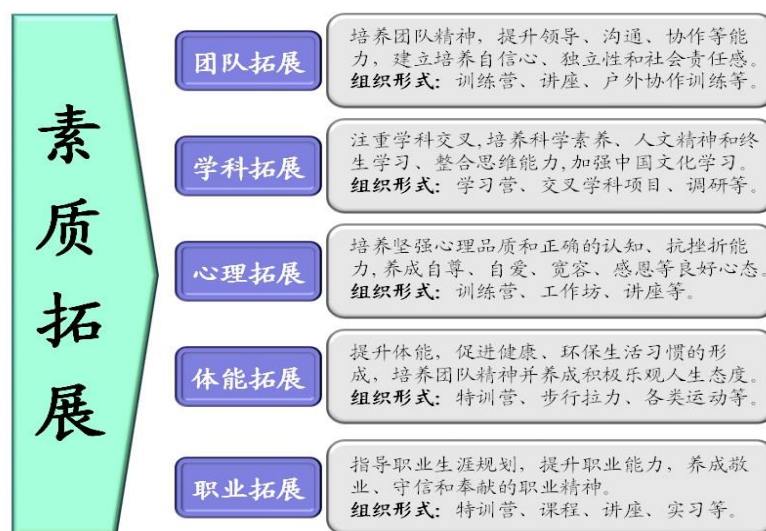 素质拓展
团队拓展
培养团队精神，提升领导、沟通、协作等能
力，建立培养自信心、独立性和社会责任感。
组织形式：训练营、讲座、户外协作训练等。
学科拓展
注重学科交叉,培养科学素养、人文精神和终
生学习、整合思维能力,加强中国文化学习。
组织形式：学习营、交叉学科项目、调研等。
心理拓展
培养坚强心理品质和正确的认知、抗挫折能
力,养成自尊、自爱、宽容、感恩等良好心态。
组织形式：训练营、工作坊、讲座等。
体能拓展
提升体能，促进健康、环保生活习惯的形
成，培养团队精神并养成积极乐观人生态度。
组织形式：特训营、步行拉力、各类运动等。
职业拓展
指导职业生涯规划，提升职业能力，养成敬
业、守信和奉献的职业精神。
组织形式：特训营、课程、讲座、实习等。